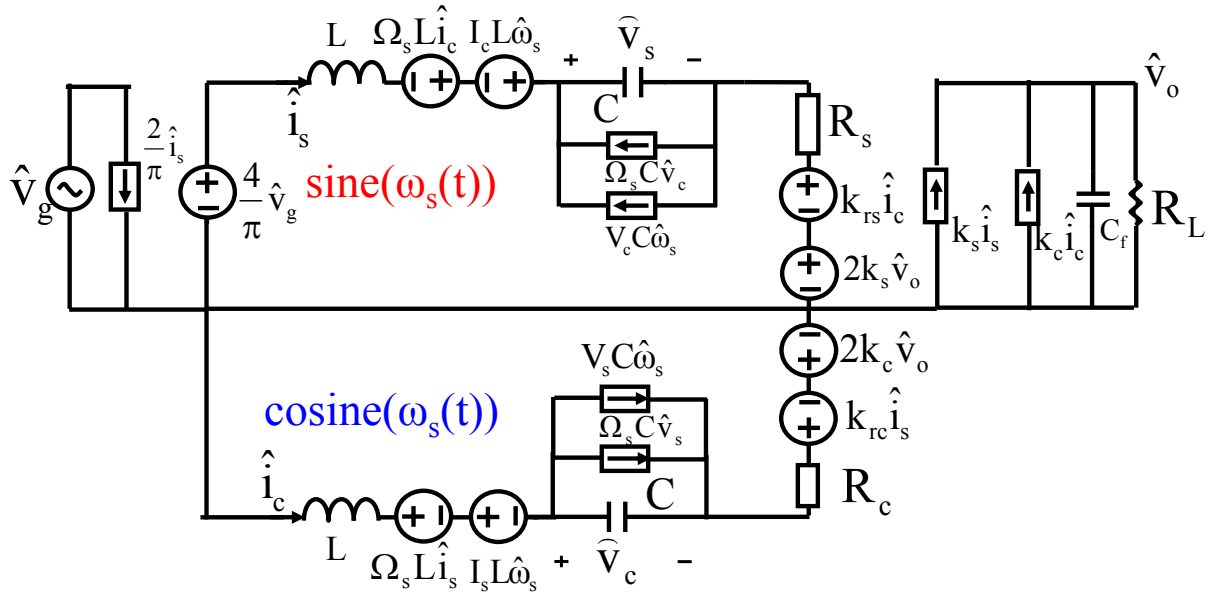 L
Ω_s L î_c
I_c L ω̂_s
+ v̂_s −
C
î_s
v̂_g
2/π î_s
4/π v̂_g
sine(ω_s(t))
Ω_s C v̂_c
V_c C ω̂_s
R_s
k_rs î_c
2k_s v̂_o
v̂_o
k_s î_s
k_c î_c
C_f
R_L
2k_c v̂_o
k_rc î_s
R_c
V_s C ω̂_s
Ω_s C v̂_s
cosine(ω_s(t))
î_c
C
L
Ω_s L î_s
I_s L ω̂_s
+ v̂_c −